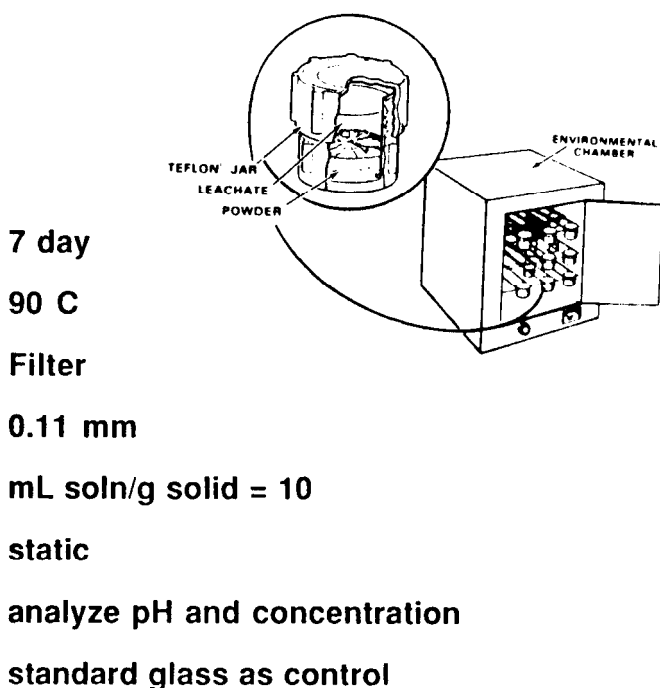 ENVIRONMENTAL
CHAMBER
TEFLON' JAR
LEACHATE
POWDER
7 day
90 C
Filter
0.11 mm
mL soln/g solid = 10
static
analyze pH and concentration
standard glass as control